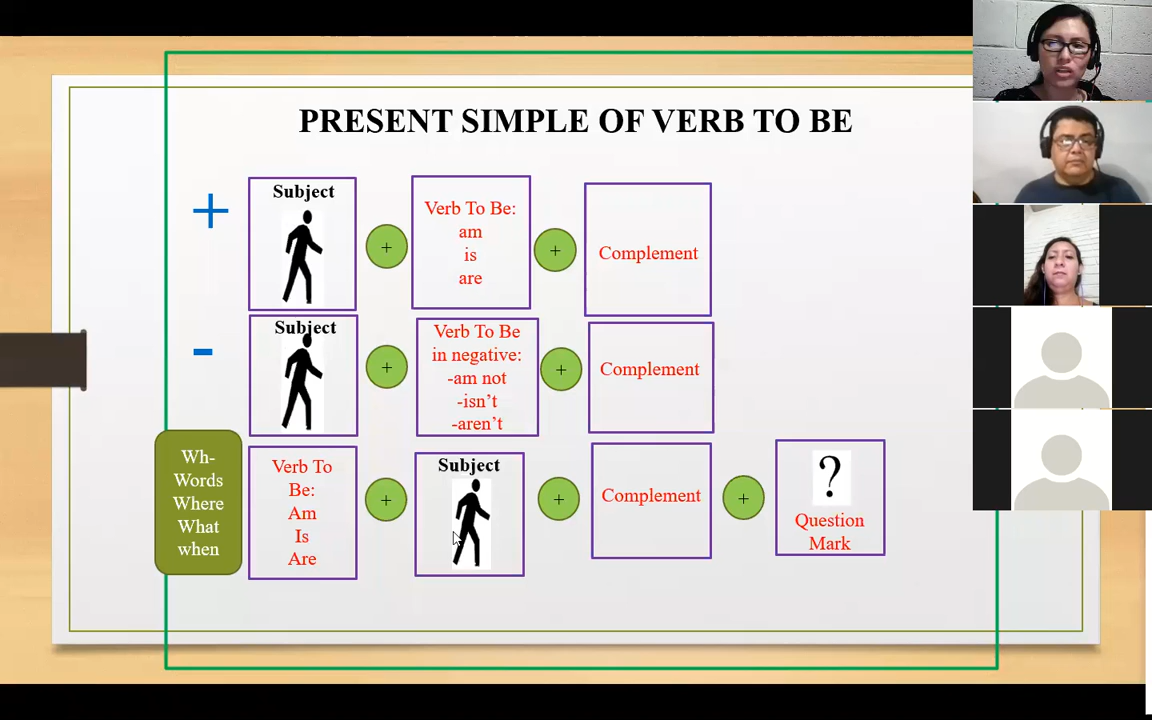 PRESENT SIMPLE OF VERB TO BE
+
Subject
+
Verb To Be:
am
is
are
+
Complement
-
Subject
+
Verb To Be
in negative:
-am not
-isn't
-aren't
+
Complement
Wh-
Words
Where
What
when
Verb To
Be:
Am
Is
Are
+
Subject
+
Complement
+
?
Question
Mark